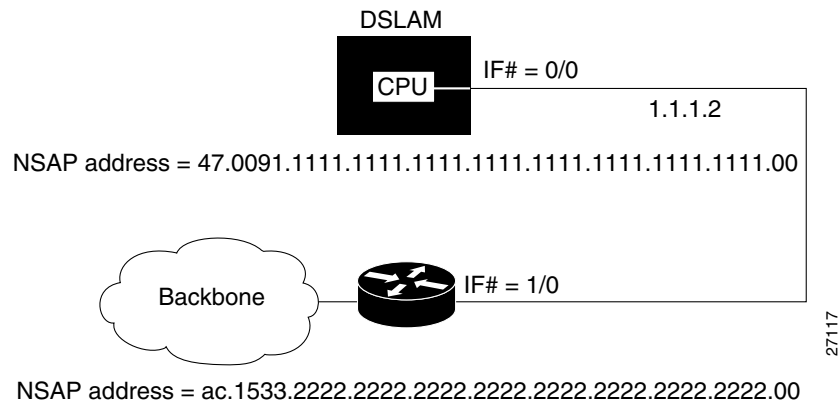 DSLAM
CPU
IF# = 0/0
1.1.1.2
NSAP address = 47.0091.1111.1111.1111.1111.1111.1111.1111.1111.00
Backbone
IF# = 1/0
27117
NSAP address = ac.1533.2222.2222.2222.2222.2222.2222.2222.2222.00